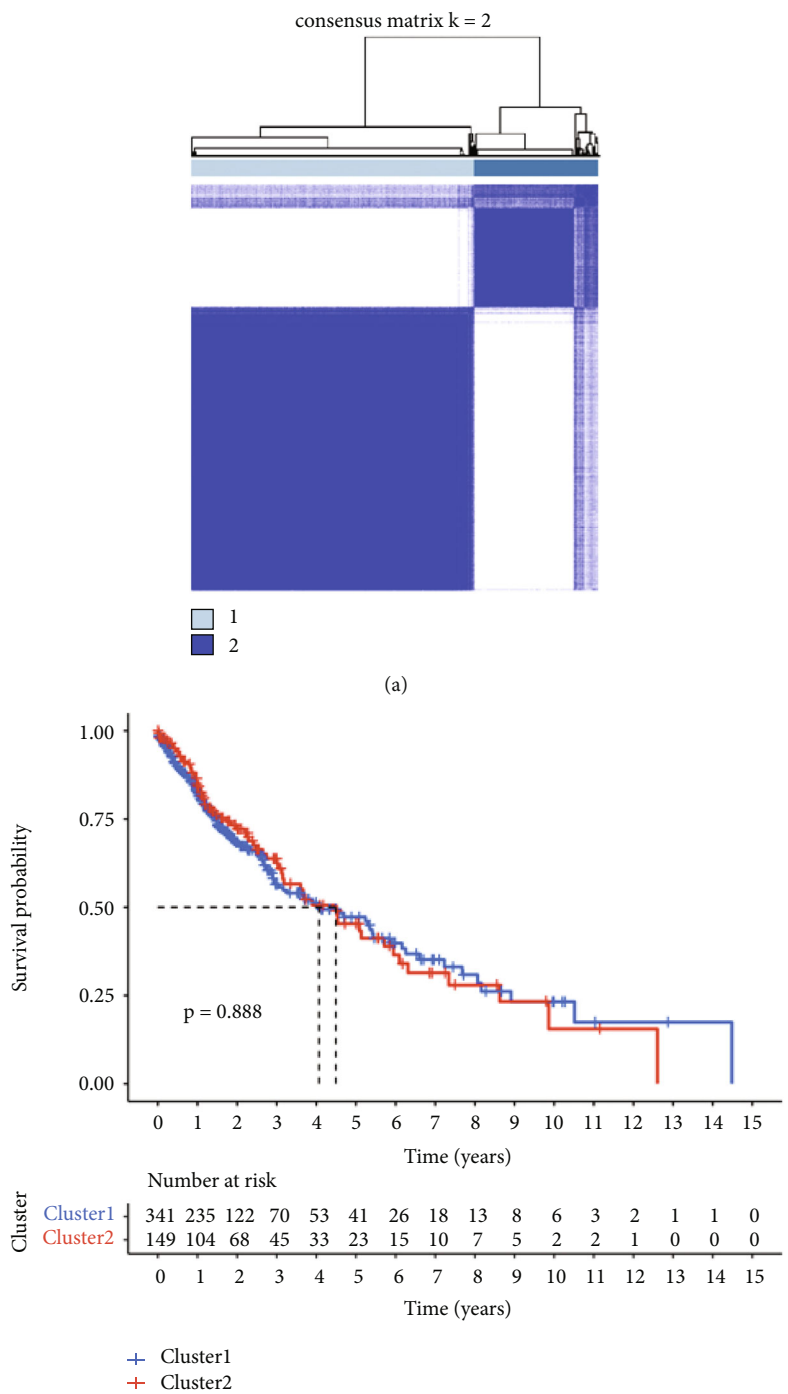 consensus matrix k = 2
1
2
(a)
Survival probability
1.00
0.75
0.50
0.25
0.00
p = 0.888
0 1 2 3 4 5 6 7 8 9 10 11 12 13 14 15
Time (years)
Number at risk
Cluster
Cluster1 341 235 122 70 53 41 26 18 13 8 6 3 2 1 1 0
Cluster2 149 104 68 45 33 23 15 10 7 5 2 2 1 0 0 0
0 1 2 3 4 5 6 7 8 9 10 11 12 13 14 15
Time (years)
Cluster1
Cluster2